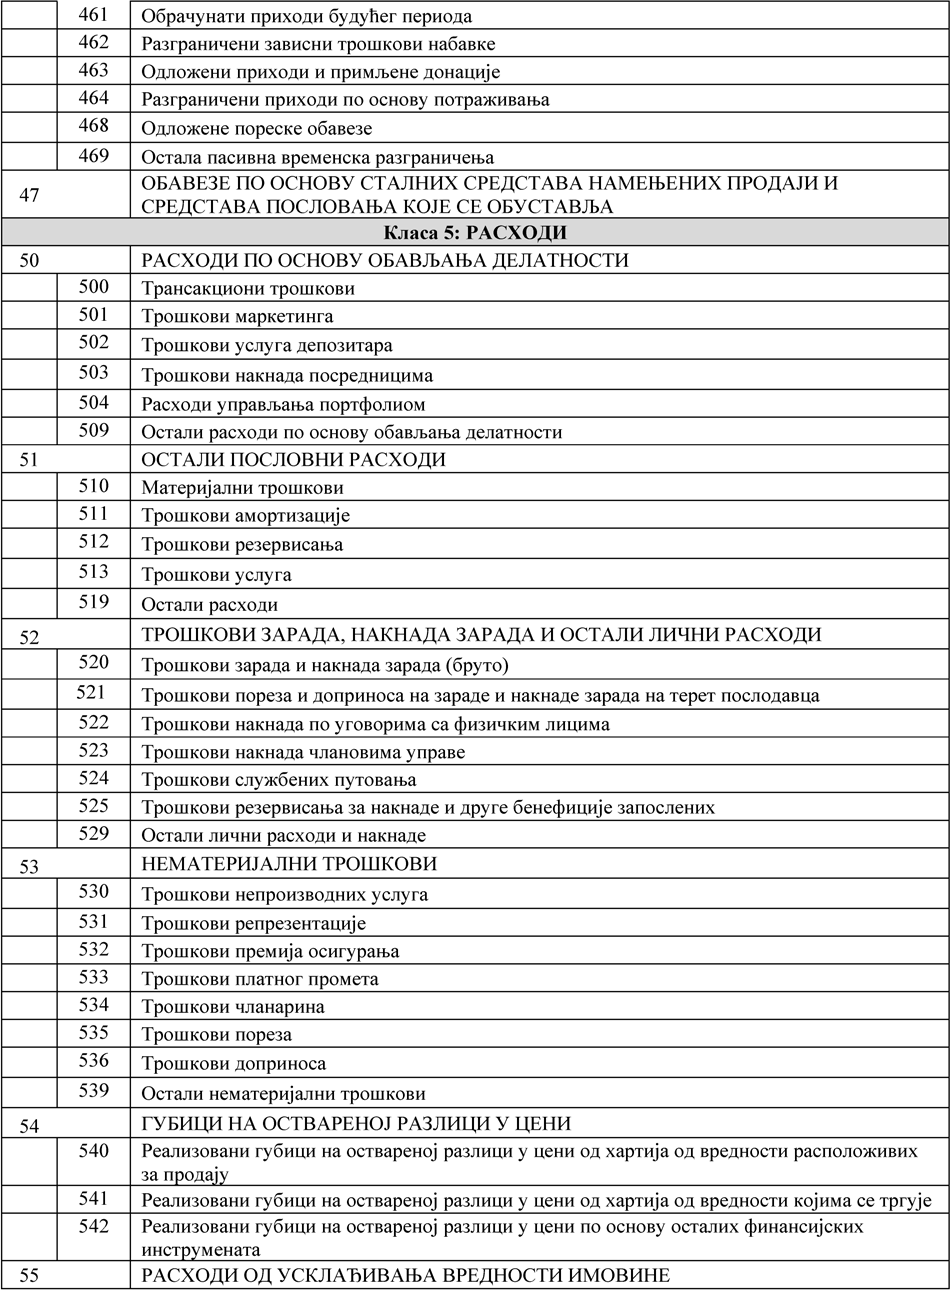 461 Обрачунати приходи будућег периода
462 Разграничени зависни трошкови набавке
463 Одложени приходи и примљене донације
464 Разграничени приходи по основу потраживања
468 Одложене пореске обавезе
469 Остала пасивна временска разграничења
47 ОБАВЕЗЕ ПО ОСНОВУ СТАЛНИХ СРЕДСТАВА НАМЕЊЕНИХ ПРОДАЈИ И
СРЕДСТАВА ПОСЛОВАЊА КОЈЕ СЕ ОБУСТАВЉА
Класа 5: РАСХОДИ
50 РАСХОДИ ПО ОСНОВУ ОБАВЉАЊА ДЕЛАТНОСТИ
500 Трансакциони трошкови
501 Трошкови маркетинга
502 Трошкови услуга депозитара
503 Трошкови накнада посредницима
504 Расходи управљања портфолиом
509 Остали расходи по основу обављања делатности
51 ОСТАЛИ ПОСЛОВНИ РАСХОДИ
510 Материјални трошкови
511 Трошкови амортизације
512 Трошкови резервисања
513 Трошкови услуга
519 Остали расходи
52 ТРОШКОВИ ЗАРАДА, НАКНАДА ЗАРАДА И ОСТАЛИ ЛИЧНИ РАСХОДИ
520 Трошкови зарада и накнада зарада (бруто)
521 Трошкови пореза и доприноса на зараде и накнаде зарада на терет послодавца
522 Трошкови накнада по уговорима са физичким лицима
523 Трошкови накнада члановима управе
524 Трошкови службених путовања
525 Трошкови резервисања за накнаде и друге бенефиције запослених
529 Остали лични расходи и накнаде
53 НЕМАТЕРИЈАЛНИ ТРОШКОВИ
530 Трошкови непроизводних услуга
531 Трошкови репрезентације
532 Трошкови премија осигурања
533 Трошкови платног промета
534 Трошкови чланарина
535 Трошкови пореза
536 Трошкови доприноса
539 Остали нематеријални трошкови
54 ГУБИЦИ НА ОСТВАРЕНОЈ РАЗЛИЦИ У ЦЕНИ
540 Реализовани губици на оствареној разлици у цени од хартија од вредности расположивих
за продају
541 Реализовани губици на оствареној разлици у цени од хартија од вредности којима се тргује
542 Реализовани губици на оствареној разлици у цени по основу осталих финансијских
инструмената
55 РАСХОДИ ОД УСКЛАЂИВАЊА ВРЕДНОСТИ ИМОВИНЕ